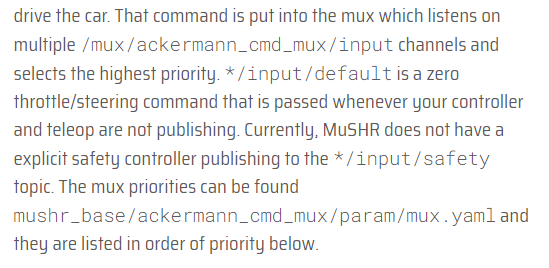 drive the car. That command is put into the mux which listens on
multiple /mux/ackermann_cmd_mux/input channels and
selects the highest priority. */input/default is a zero
throttle/steering command that is passed whenever your controller
and teleop are not publishing. Currently, MuSHR does not have a
explicit safety controller publishing to the */input/safety
topic. The mux priorities can be found
mushr_base/ackermann_cmd_mux/param/mux.yaml and
they are listed in order of priority below.